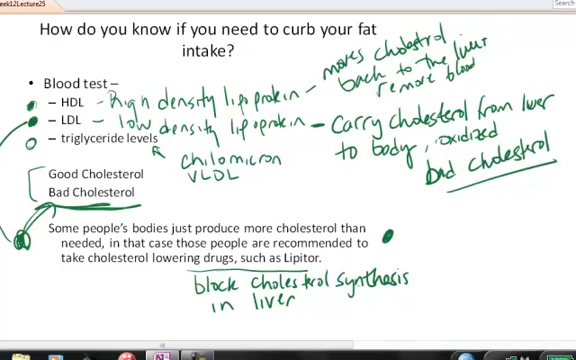 Week12Lecture25
Search
How do you know if you need to curb your fat
intake?
• Blood test –
– HDL – high density lipoprotein – moves cholestrol
back to the liver
remore blood
– LDL – low density lipoprotein – Carry cholesterol from liver
to body, oxidized
bad cholesterol
– triglyceride levels
chilomicron
VLDL
Good Cholesterol
Bad Cholesterol
Some people's bodies just produce more cholesterol than
needed, in that case those people are recommended to
take cholesterol lowering drugs, such as Lipitor.
block cholesterol synthesis
in liver